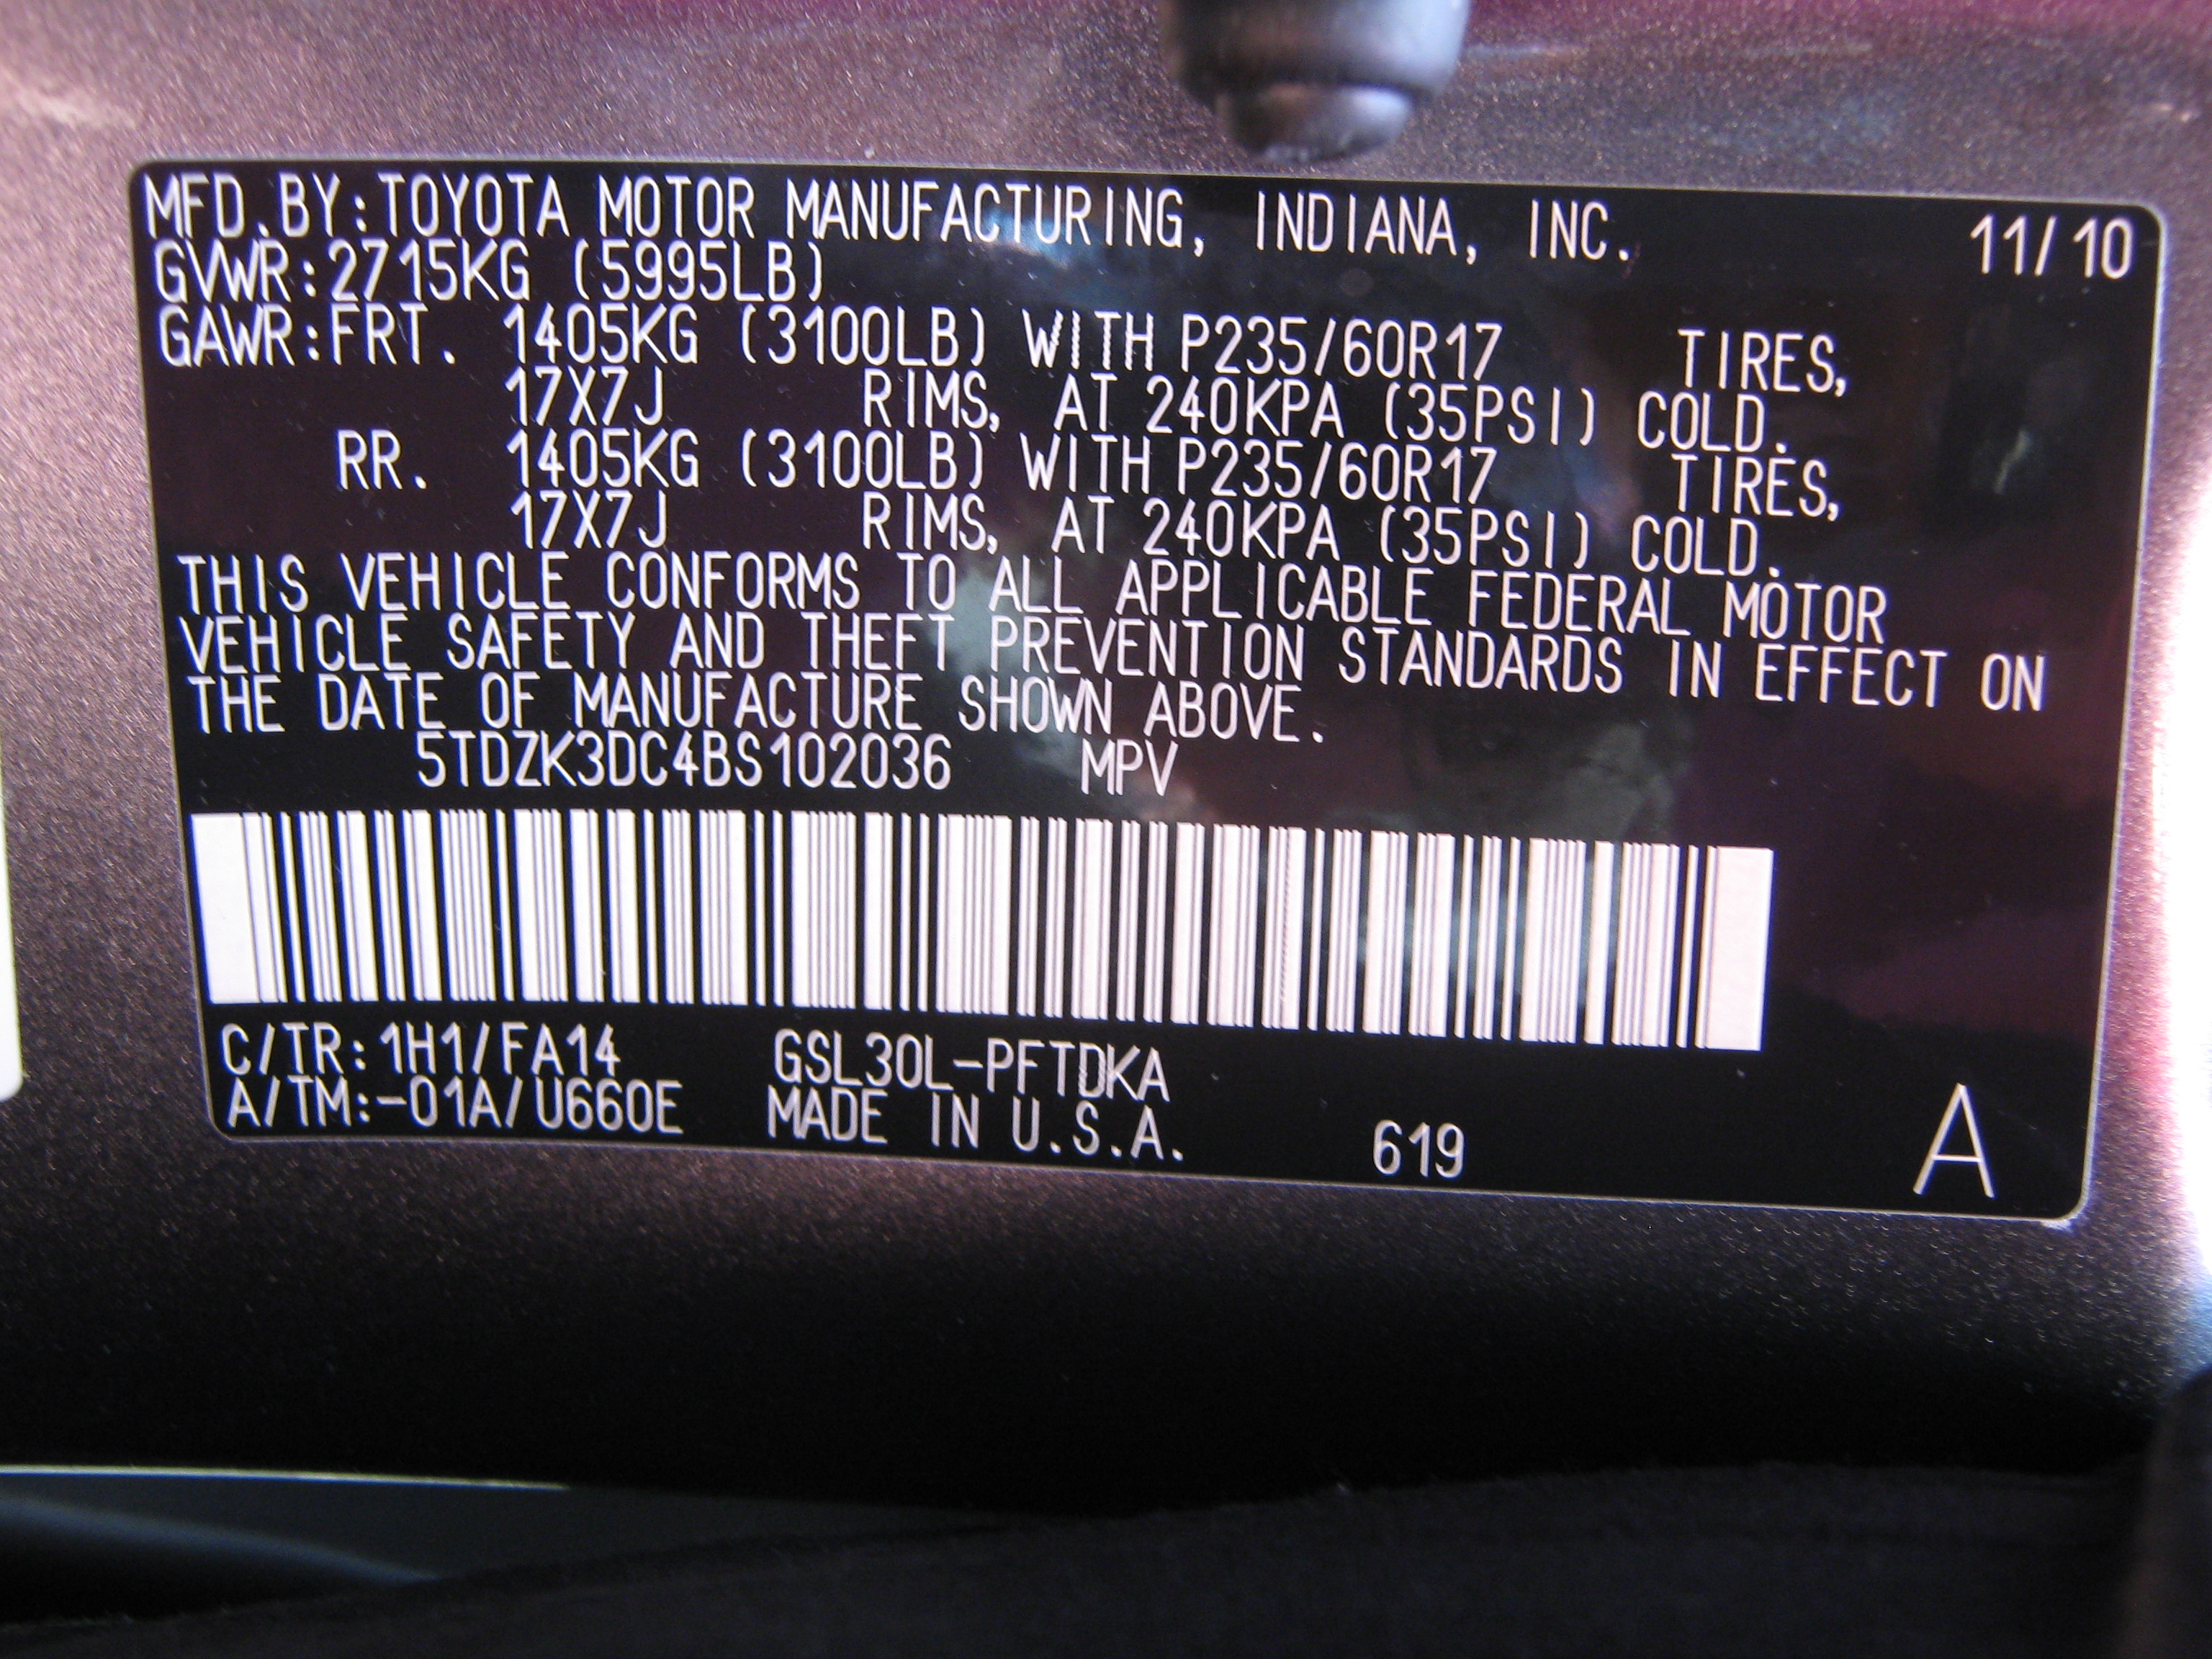 MFD.BY:TOYOTA MOTOR MANUFACTURING, INDIANA, INC. 11/10
GVWR:2715KG (5995LB)
GAWR:FRT. 1405KG (3100LB) WITH P235/60R17 TIRES,
17X7J RIMS, AT 240KPA (35PSI) COLD.
RR. 1405KG (3100LB) WITH P235/60R17 TIRES,
17X7J RIMS, AT 240KPA (35PSI) COLD.
THIS VEHICLE CONFORMS TO ALL APPLICABLE FEDERAL MOTOR
VEHICLE SAFETY AND THEFT PREVENTION STANDARDS IN EFFECT ON
THE DATE OF MANUFACTURE SHOWN ABOVE.
5TDZK3DC4BS102036 MPV
C/TR:1H1/FA14 GSL30L-PFTDKA
A/TM:-01A/U660E MADE IN U.S.A. 619 A